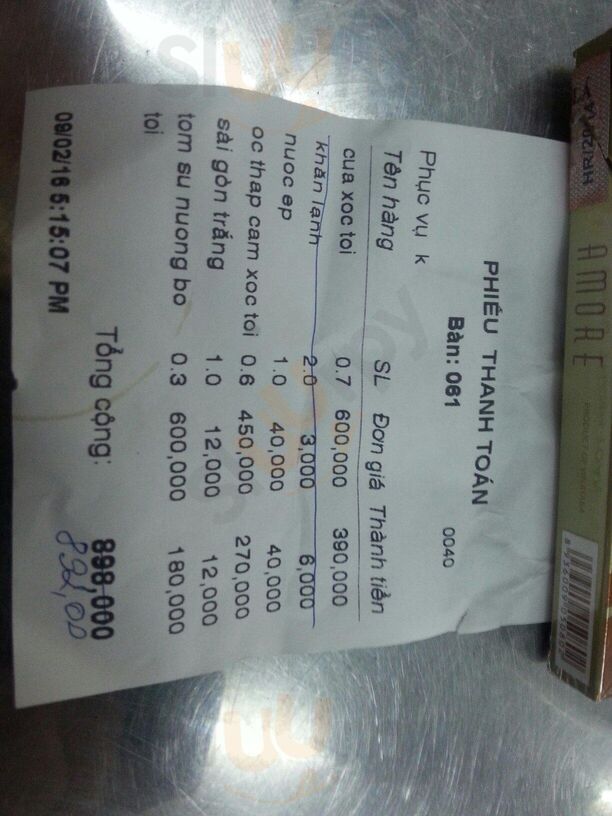 PHIẾU THANH TOÁN
Bàn: 061
0040
Phục vụ k
Tên hàng SL Đơn giá Thành tiền
cua xoc toi 0.7 600,000 390,000
khăn lạnh 2.0 3,000 6,000
nuoc ep 1.0 40,000 40,000
oc thap cam xoc toi 0.6 450,000 270,000
sài gòn trắng 1.0 12,000 12,000
tom su nuong bo 0.3 600,000 180,000
toi
Tổng cộng: 898,000
892,00
09/02/16 5:15:07 PM
AMORE